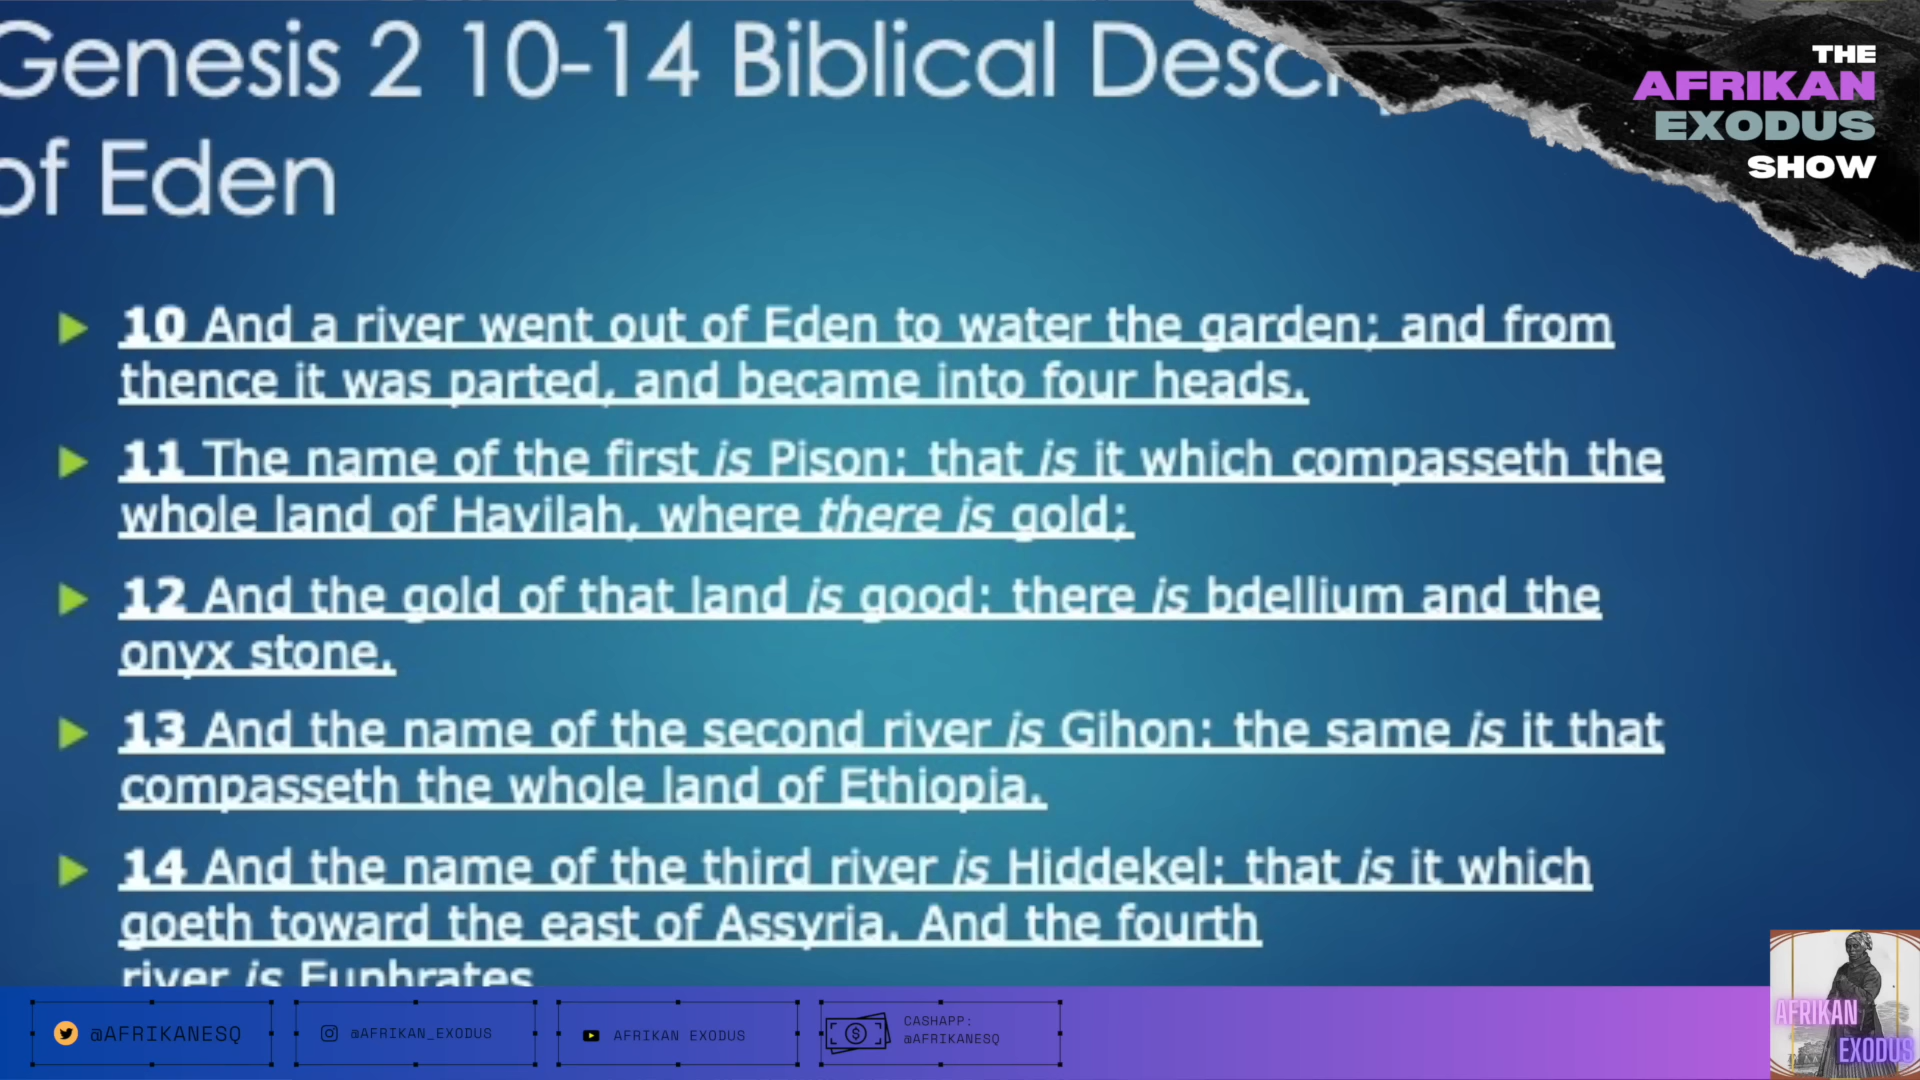 Genesis 2 10-14 Biblical Desc
of Eden
THE
AFRIKAN
EXODUS
SHOW
10 And a river went out of Eden to water the garden; and from
thence it was parted, and became into four heads.
11 The name of the first is Pison: that is it which compasseth the
whole land of Havilah, where there is gold;
12 And the gold of that land is good: there is bdellium and the
onyx stone.
13 And the name of the second river is Gihon: the same is it that
compasseth the whole land of Ethiopia.
14 And the name of the third river is Hiddekel: that is it which
goeth toward the east of Assyria. And the fourth
river is Euphrates
@AFRIKANESQ
@AFRIKAN_EXODUS
AFRIKAN EXODUS
CASHAPP:
@AFRIKANESQ
AFRIKAN
EXODUS